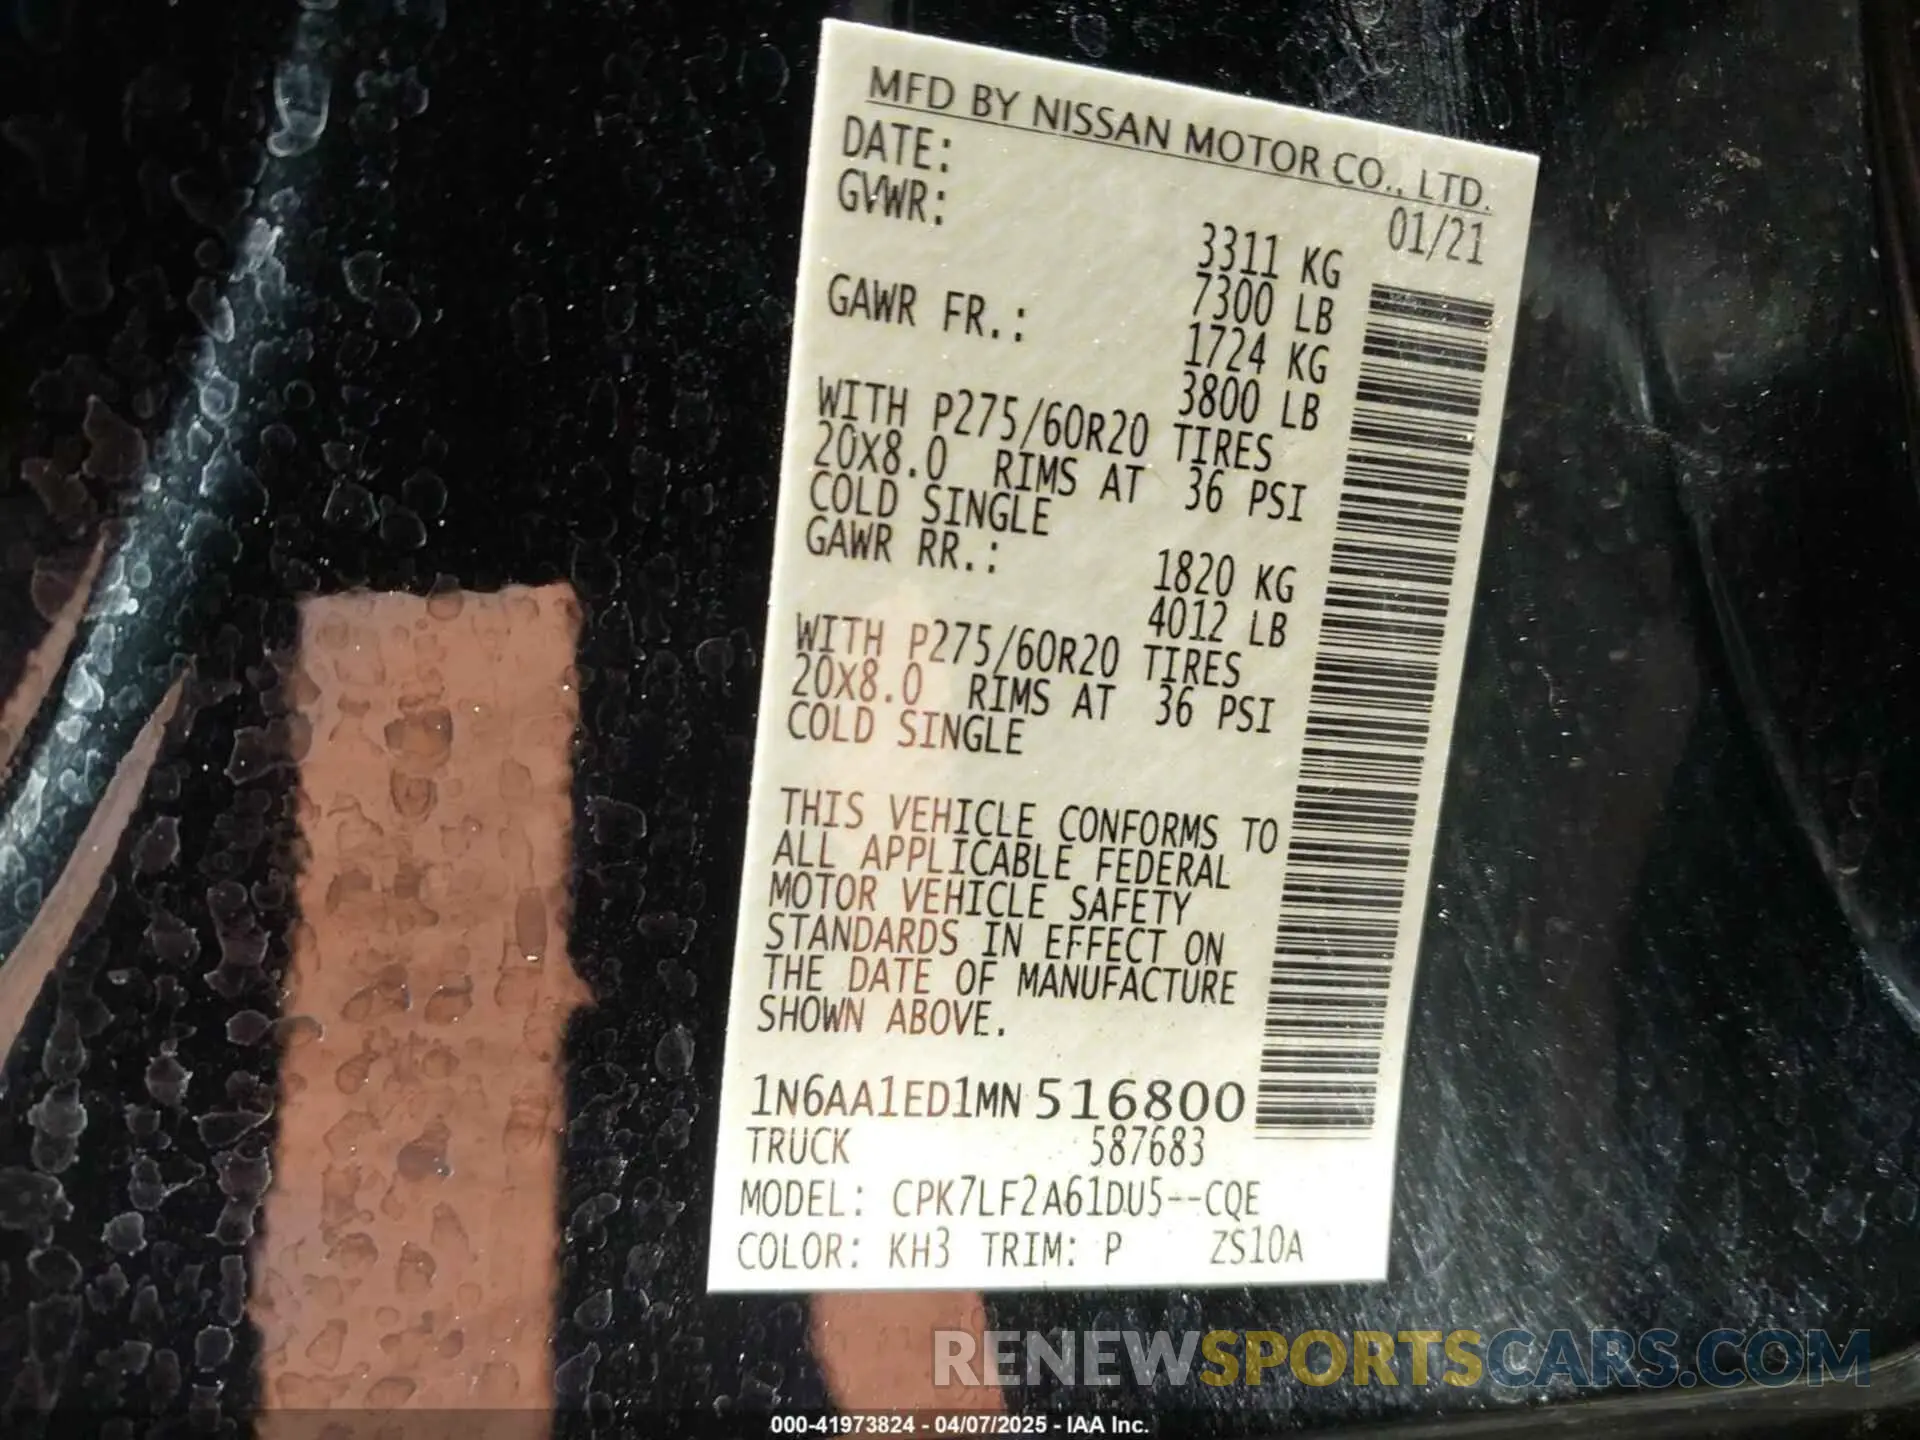 MFD BY NISSAN MOTOR CO., LTD.
DATE: 01/21
GVWR: 3311 KG
7300 LB
GAWR FR.: 1724 KG
3800 LB
WITH P275/60R20 TIRES
20X8.0 RIMS AT 36 PSI
COLD SINGLE
GAWR RR.: 1820 KG
4012 LB
WITH P275/60R20 TIRES
20X8.0 RIMS AT 36 PSI
COLD SINGLE
THIS VEHICLE CONFORMS TO
ALL APPLICABLE FEDERAL
MOTOR VEHICLE SAFETY
STANDARDS IN EFFECT ON
THE DATE OF MANUFACTURE
SHOWN ABOVE.
1N6AA1ED1MN516800
TRUCK 587683
MODEL: CPK7LF2A61DU5--CQE
COLOR: KH3 TRIM: P ZS10A
RENEWSPORTSCARS.COM
000-41973824 - 04/07/2025 - IAA Inc.